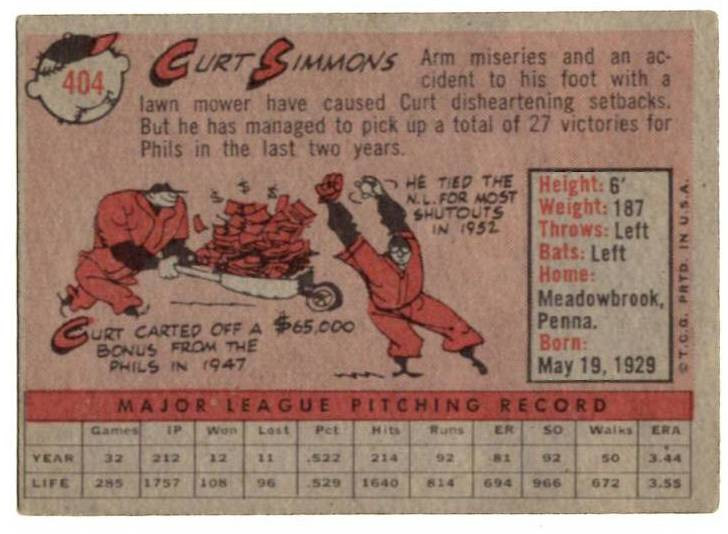 404
CURT SIMMONS
Arm miseries and an ac-
cident to his foot with a
lawn mower have caused Curt disheartening setbacks.
But he has managed to pick up a total of 27 victories for
Phils in the last two years.
HE TIED THE
N.L. FOR MOST
SHUTOUTS
IN 1952
$ $ $
CURT CARTED OFF A $65,000
BONUS FROM THE
PHILS IN 1947
Height: 6'
Weight: 187
Throws: Left
Bats: Left
Home:
Meadowbrook,
Penna.
Born:
May 19, 1929
© T.C.G. PRTD. IN U.S.A.
MAJOR LEAGUE PITCHING RECORD
Games IP Won Lost Pct Hits Runs ER SO Walks ERA
YEAR 32 212 12 11 .522 214 92 81 92 50 3.44
LIFE 285 1757 108 96 .529 1640 814 694 966 672 3.55